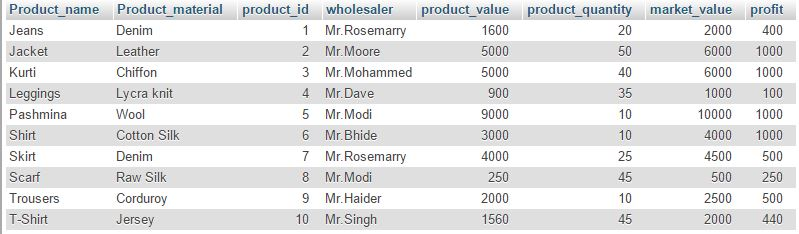 Product_name Product_material product_id wholesaler product_value product_quantity market_value profit
Jeans Denim 1 Mr.Rosemarry 1600 20 2000 400
Jacket Leather 2 Mr.Moore 5000 50 6000 1000
Kurti Chiffon 3 Mr.Mohammed 5000 40 6000 1000
Leggings Lycra knit 4 Mr.Dave 900 35 1000 100
Pashmina Wool 5 Mr.Modi 9000 10 10000 1000
Shirt Cotton Silk 6 Mr.Bhide 3000 10 4000 1000
Skirt Denim 7 Mr.Rosemarry 4000 25 4500 500
Scarf Raw Silk 8 Mr.Modi 250 45 500 250
Trousers Corduroy 9 Mr.Haider 2000 10 2500 500
T-Shirt Jersey 10 Mr.Singh 1560 45 2000 440